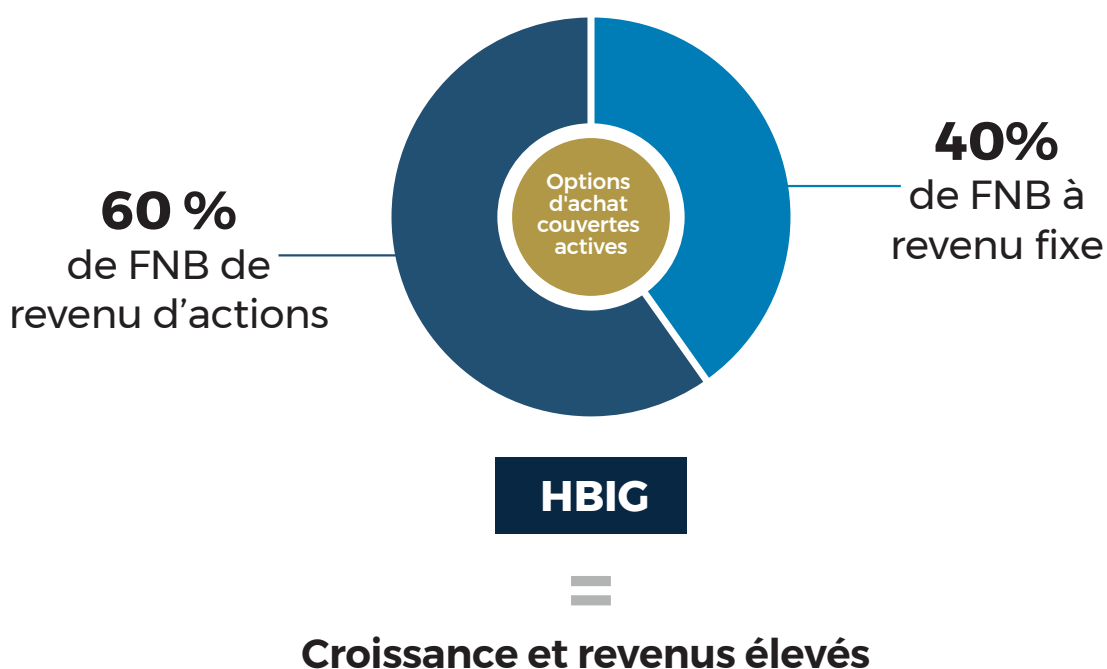 60 %
de FNB de
revenu d’actions
Options
d'achat
couvertes
actives
40%
de FNB à
revenu fixe
HBIG
=
Croissance et revenus élevés